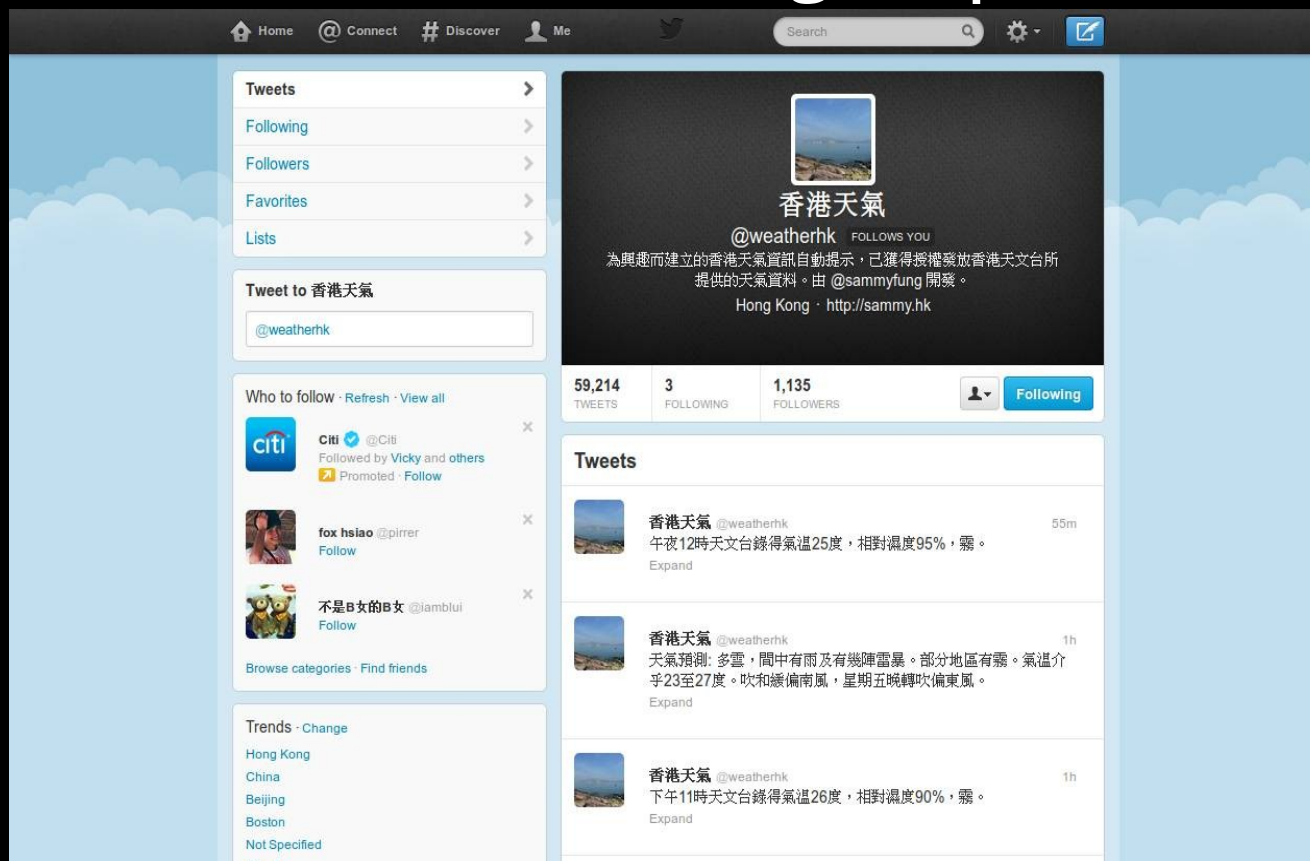 Home @ Connect # Discover Me Search
Tweets
Following
Followers
Favorites
Lists
Tweet to 香港天氣
@weatherhk
Who to follow · Refresh · View all
citi
Citi @Citi
Followed by Vicky and others
Promoted · Follow
fox hsiao @pirrer
Follow
不是B女的B女 @iamblui
Follow
Browse categories · Find friends
Trends · Change
Hong Kong
China
Beijing
Boston
Not Specified
香港天氣
@weatherhk FOLLOWS YOU
為興趣而建立的香港天氣資訊自動提示，已獲得授權發放香港天文台所
提供的天氣資料。由 @sammyfung 開發。
Hong Kong · http://sammy.hk
59,214 3 1,135
TWEETS FOLLOWING FOLLOWERS Following
Tweets
香港天氣 @weatherhk 55m
午夜12時天文台錄得氣溫25度，相對濕度95%，霧。
Expand
香港天氣 @weatherhk 1h
天氣預測: 多雲，間中有雨及有幾陣雷暴。部分地區有霧。氣溫介
乎23至27度。吹和緩偏南風，星期五晚轉吹偏東風。
Expand
香港天氣 @weatherhk 1h
下午11時天文台錄得氣溫26度，相對濕度90%，霧。
Expand